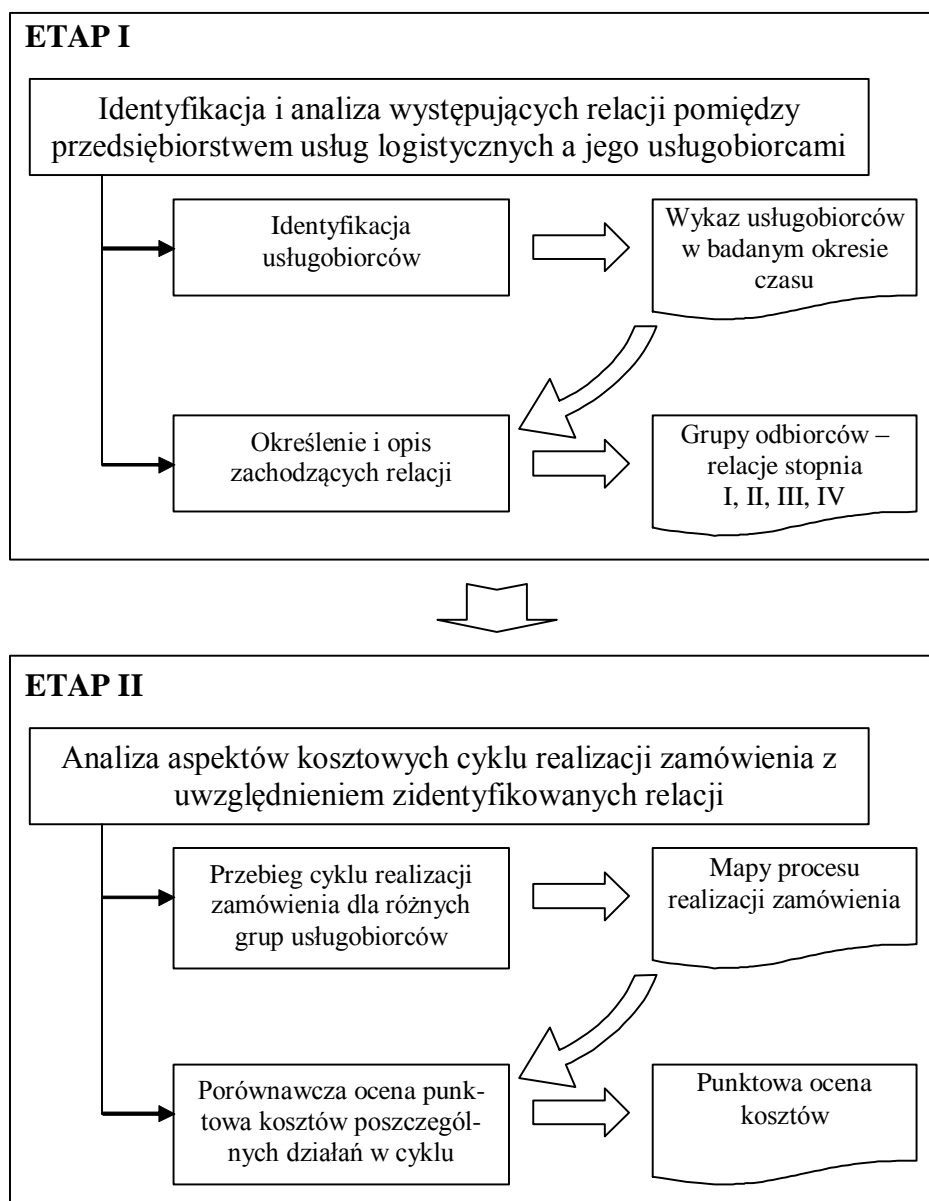 ETAP I
Identyfikacja i analiza występujących relacji pomiędzy
przedsiębiorstwem usług logistycznych a jego usługobiorcami
Identyfikacja
usługobiorców
Wykaz usługobiorców
w badanym okresie
czasu
Określenie i opis
zachodzących relacji
Grupy odbiorców –
relacje stopnia
I, II, III, IV
ETAP II
Analiza aspektów kosztowych cyklu realizacji zamówienia z
uwzględnieniem zidentyfikowanych relacji
Przebieg cyklu realizacji
zamówienia dla różnych
grup usługobiorców
Mapy procesu
realizacji zamówienia
Porównawcza ocena punk-
towa kosztów poszczegól-
nych działań w cyklu
Punktowa ocena
kosztów